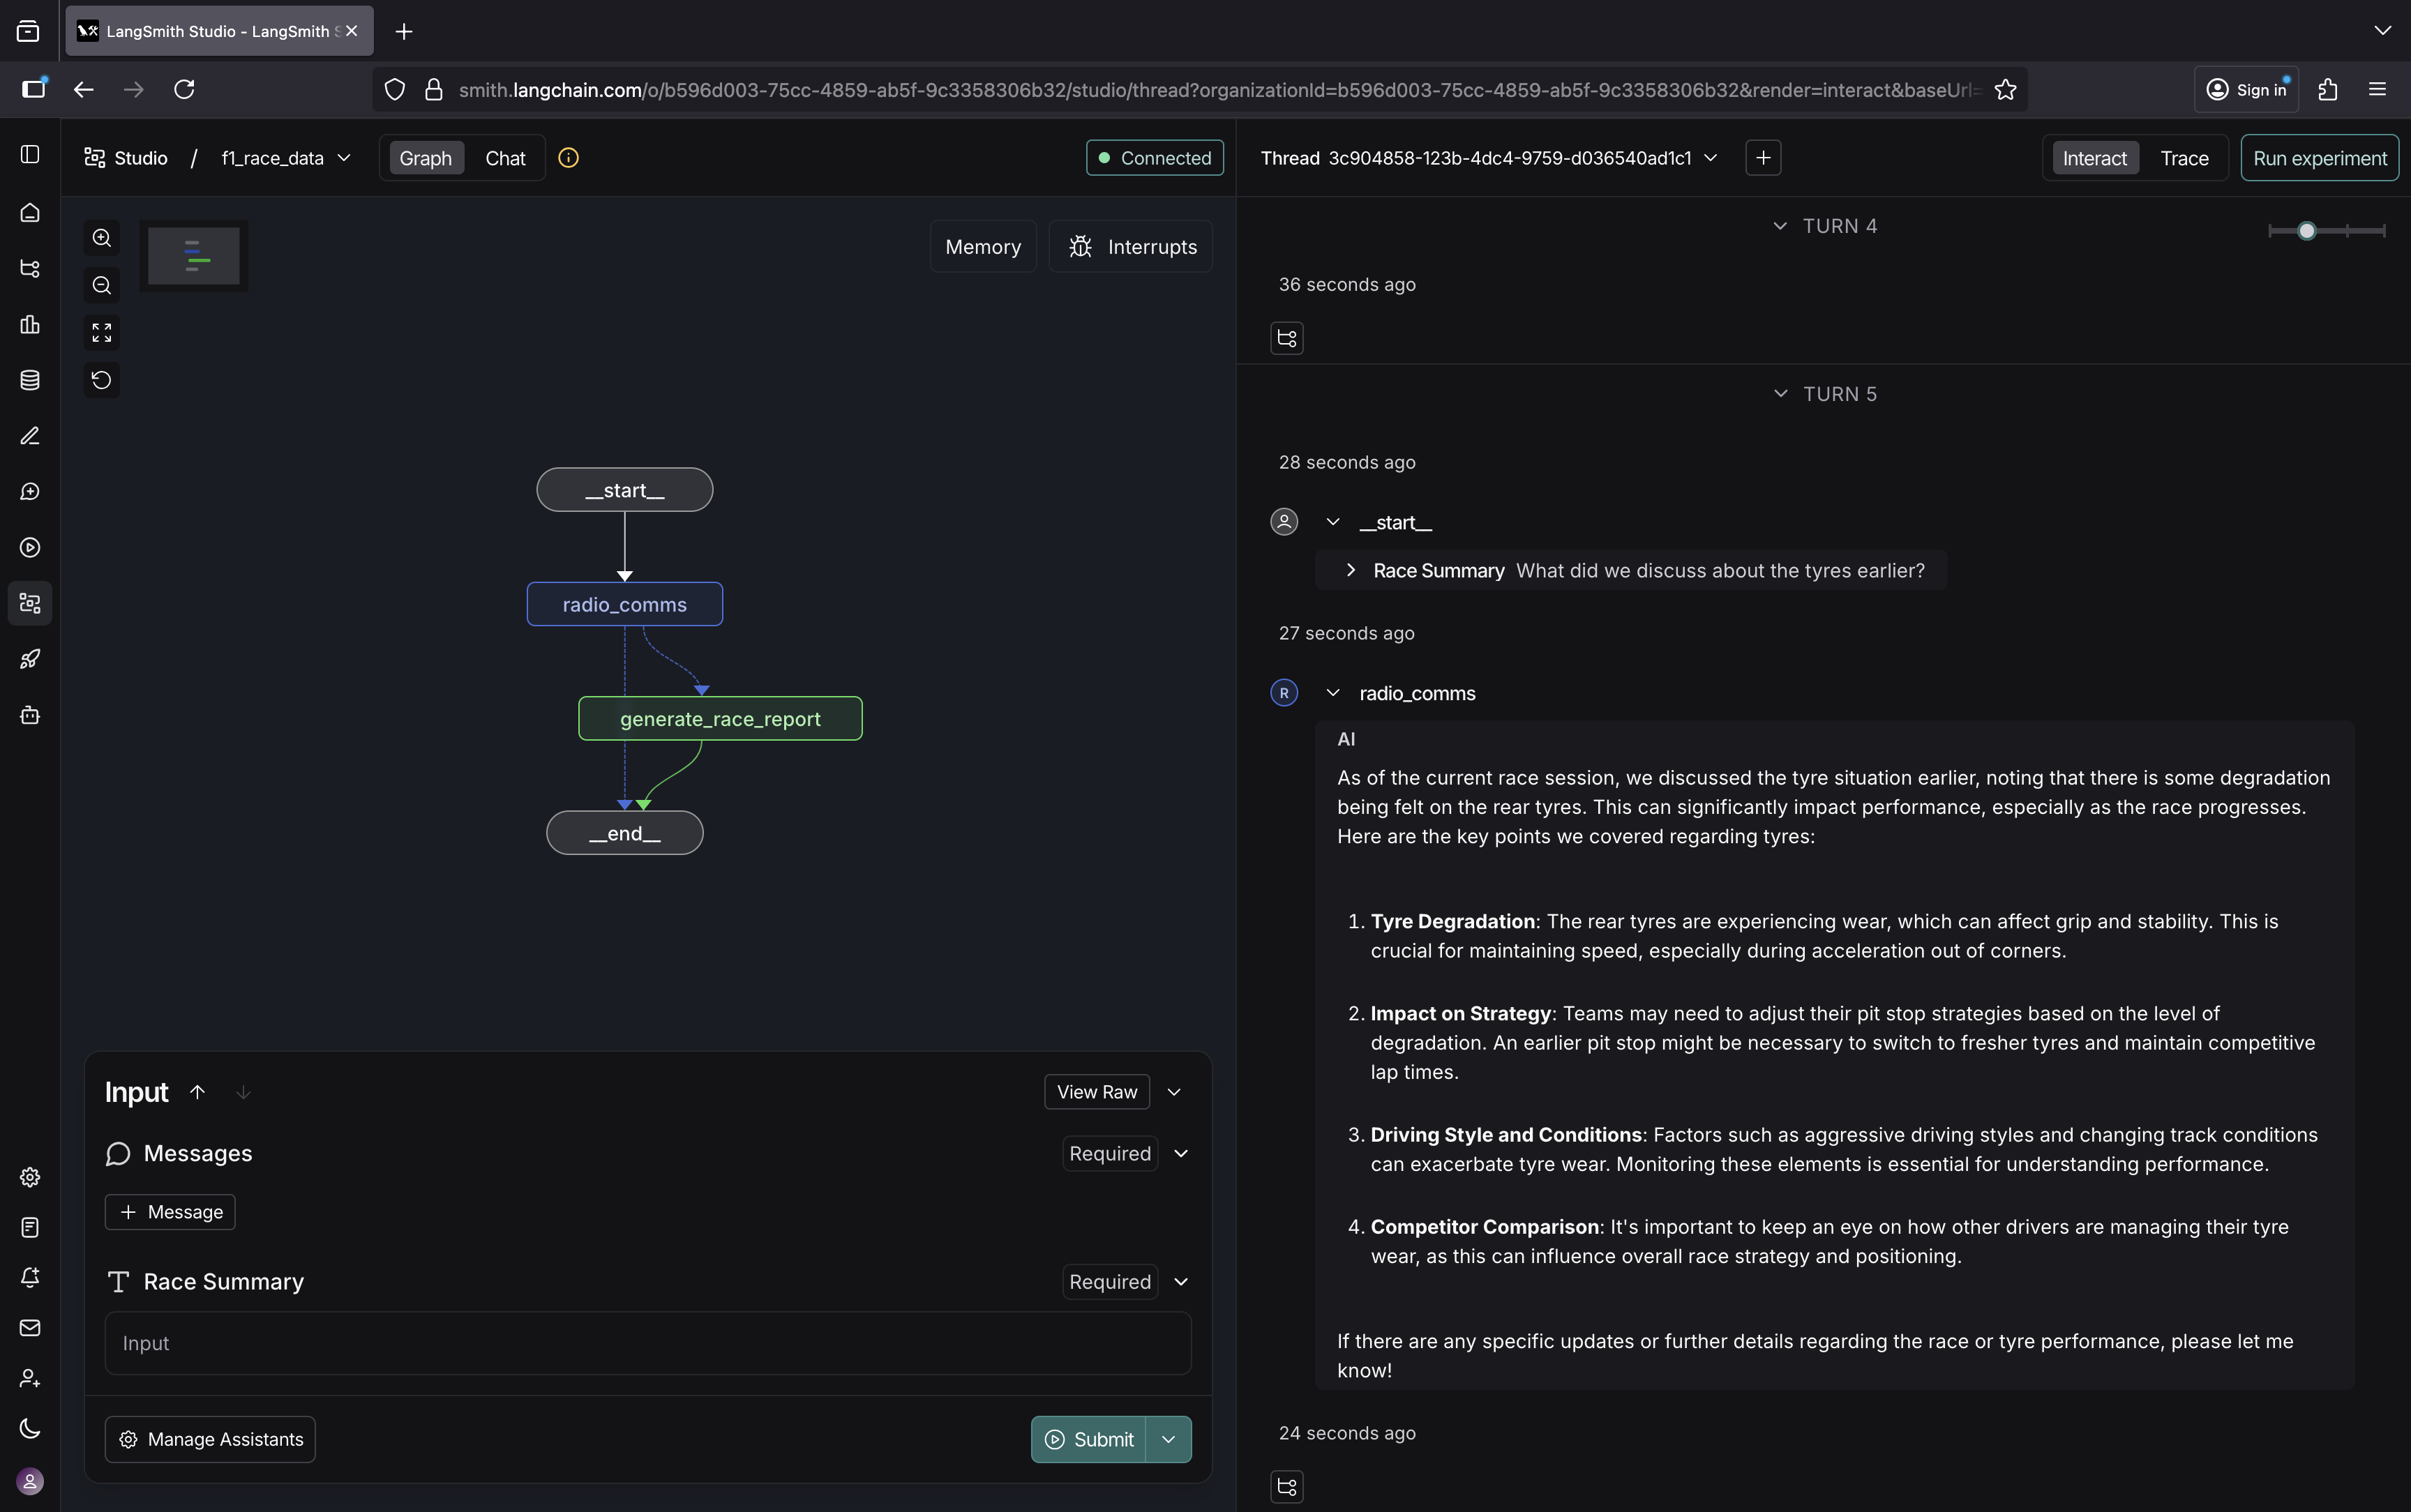 LangSmith Studio - LangSmith S
smith.langchain.com/o/b596d003-75cc-4859-ab5f-9c3358306b32/studio/thread?organizationId=b596d003-75cc-4859-ab5f-9c3358306b32&render=interact&baseUrl=
Sign in
Studio / f1_race_data
Graph
Chat
Connected
Memory
Interrupts
__start__
radio_comms
generate_race_report
__end__
Input
View Raw
Messages
Required
+ Message
Race Summary
Required
Input
Manage Assistants
Submit
Thread 3c904858-123b-4dc4-9759-d036540ad1c1
Interact
Trace
Run experiment
TURN 4
36 seconds ago
TURN 5
28 seconds ago
__start__
Race Summary What did we discuss about the tyres earlier?
27 seconds ago
R
radio_comms
AI
As of the current race session, we discussed the tyre situation earlier, noting that there is some degradation
being felt on the rear tyres. This can significantly impact performance, especially as the race progresses.
Here are the key points we covered regarding tyres:
1. Tyre Degradation: The rear tyres are experiencing wear, which can affect grip and stability. This is
crucial for maintaining speed, especially during acceleration out of corners.
2. Impact on Strategy: Teams may need to adjust their pit stop strategies based on the level of
degradation. An earlier pit stop might be necessary to switch to fresher tyres and maintain competitive
lap times.
3. Driving Style and Conditions: Factors such as aggressive driving styles and changing track conditions
can exacerbate tyre wear. Monitoring these elements is essential for understanding performance.
4. Competitor Comparison: It's important to keep an eye on how other drivers are managing their tyre
wear, as this can influence overall race strategy and positioning.
If there are any specific updates or further details regarding the race or tyre performance, please let me
know!
24 seconds ago